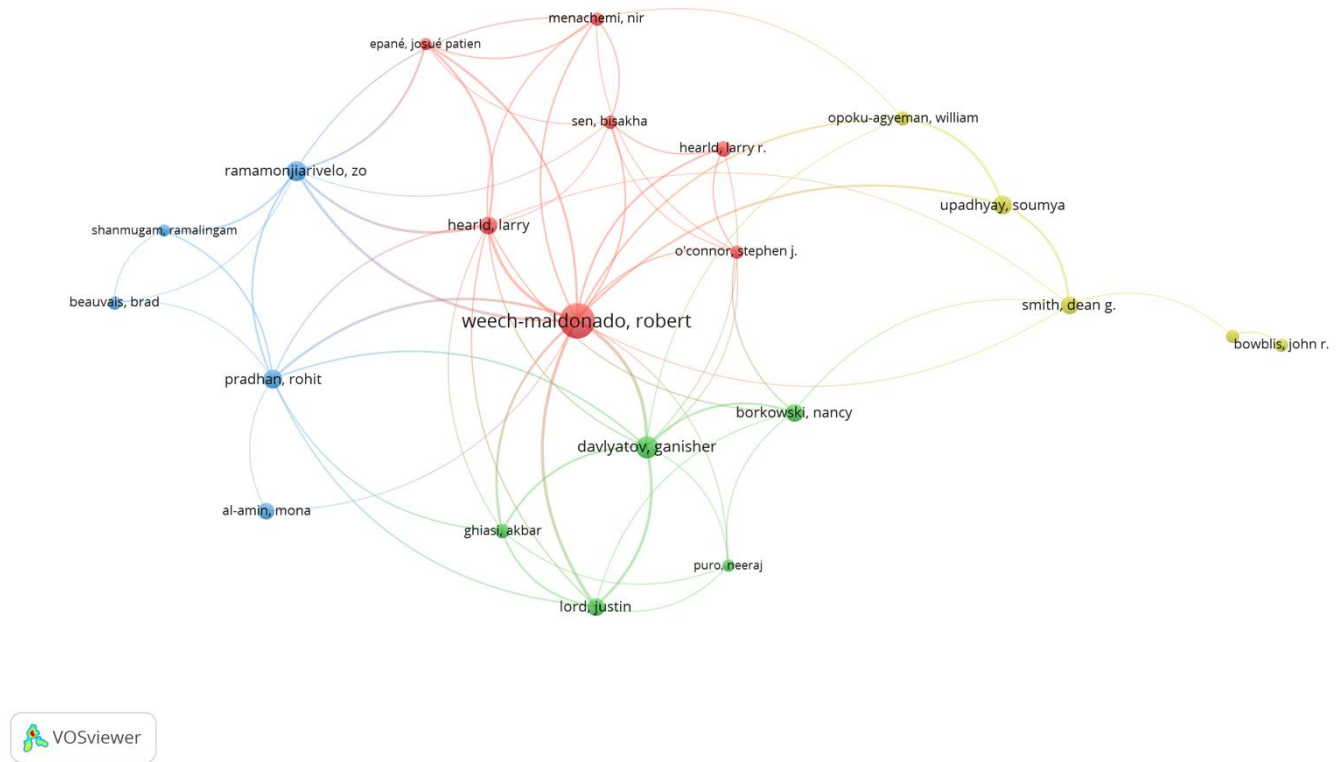 menachemi, nir
epané, josué patien
sen, bisakha
opoku-agyeman, william
hearld, larry r.
ramamonjiarivelo, zo
upadhyay, soumya
shanmugam, ramalingam
hearld, larry
o'connor, stephen j.
beauvais, brad
smith, dean g.
weech-maldonado, robert
bowblis, john r.
pradhan, rohit
borkowski, nancy
davlyatov, ganisher
al-amin, mona
ghiasi, akbar
puro, neeraj
lord, justin
VOSviewer